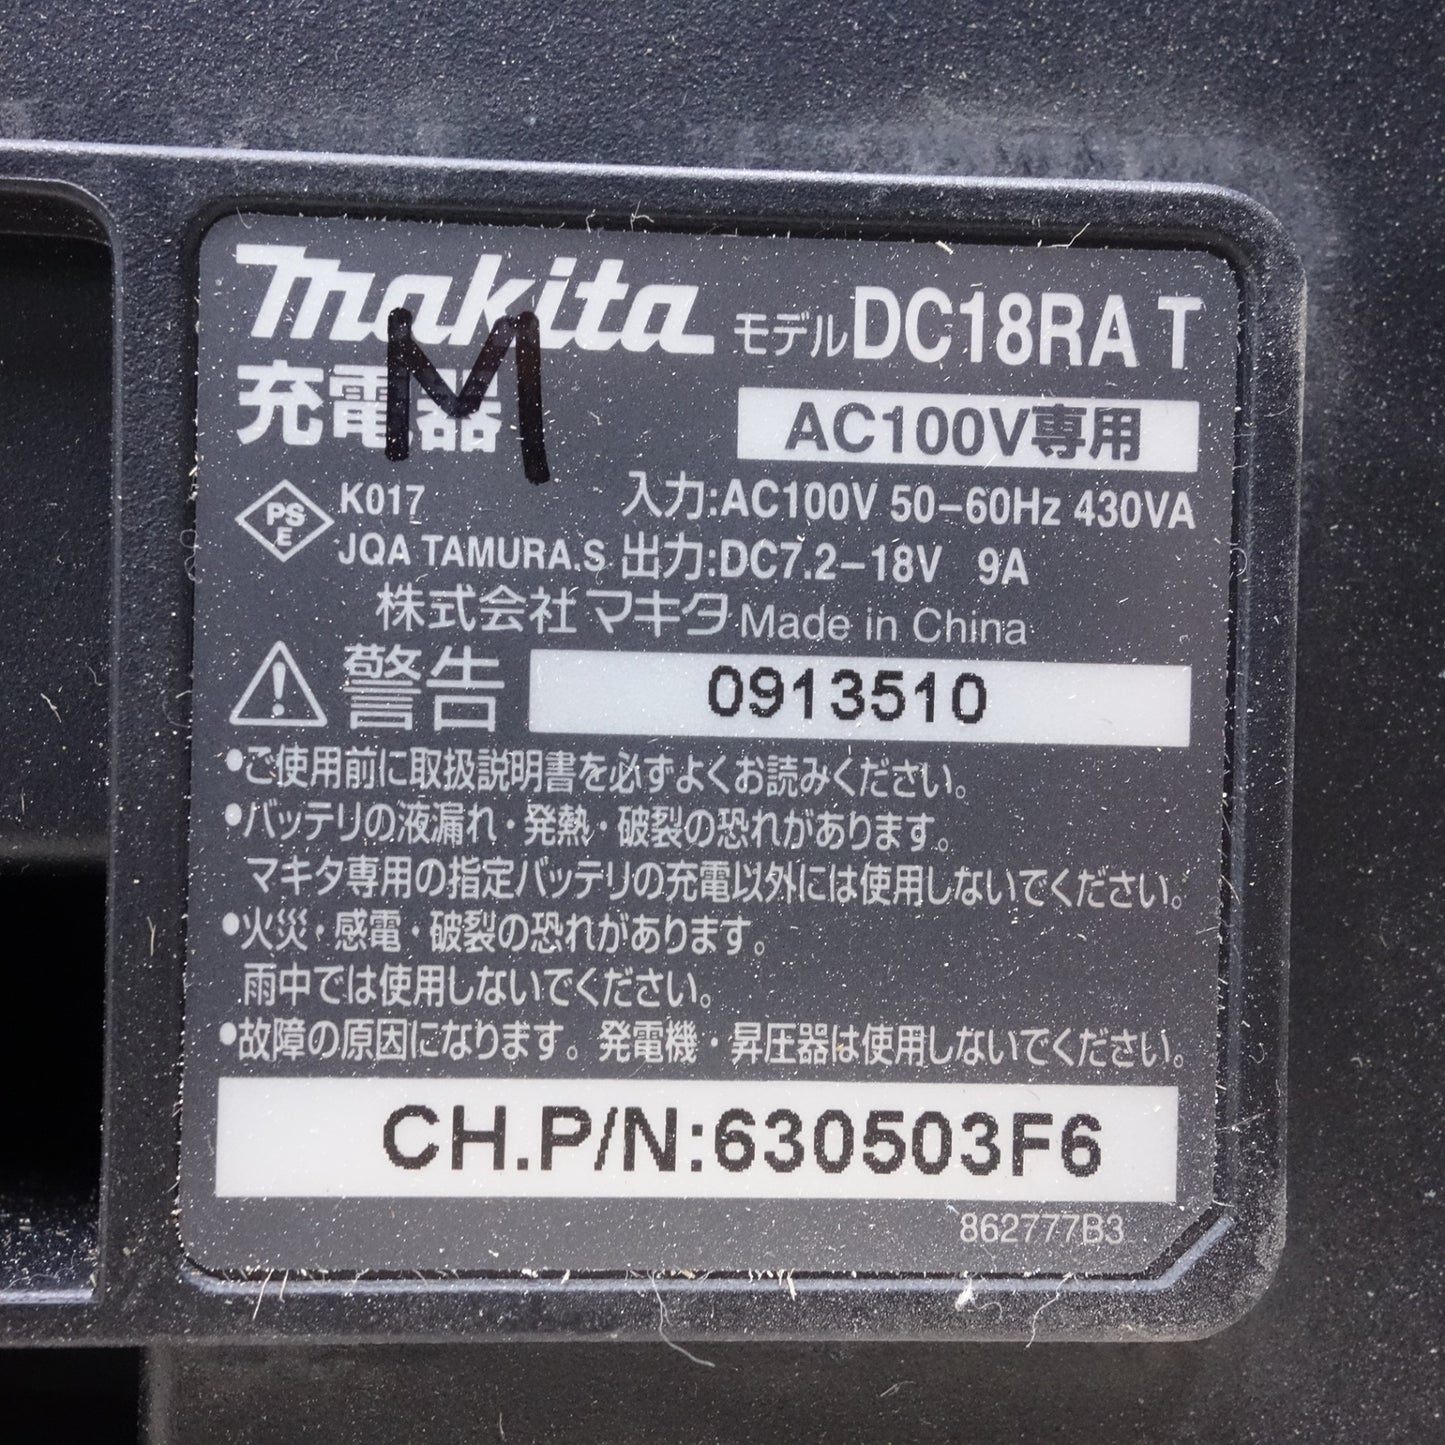 makita モデルDC18RA T
M
充電器
AC100V専用
PS E K017
入力:AC100V 50-60Hz 430VA
JQA TAMURA.S 出力:DC7.2-18V 9A
株式会社マキタ Made in China
警告 0913510
•ご使用前に取扱説明書を必ずよくお読みください。
•バッテリの液漏れ・発熱・破裂の恐れがあります。
マキタ専用の指定バッテリの充電以外には使用しないでください。
•火災・感電・破裂の恐れがあります。
雨中では使用しないでください。
•故障の原因になります。発電機・昇圧器は使用しないでください。
CH.P/N:630503F6
862777B3